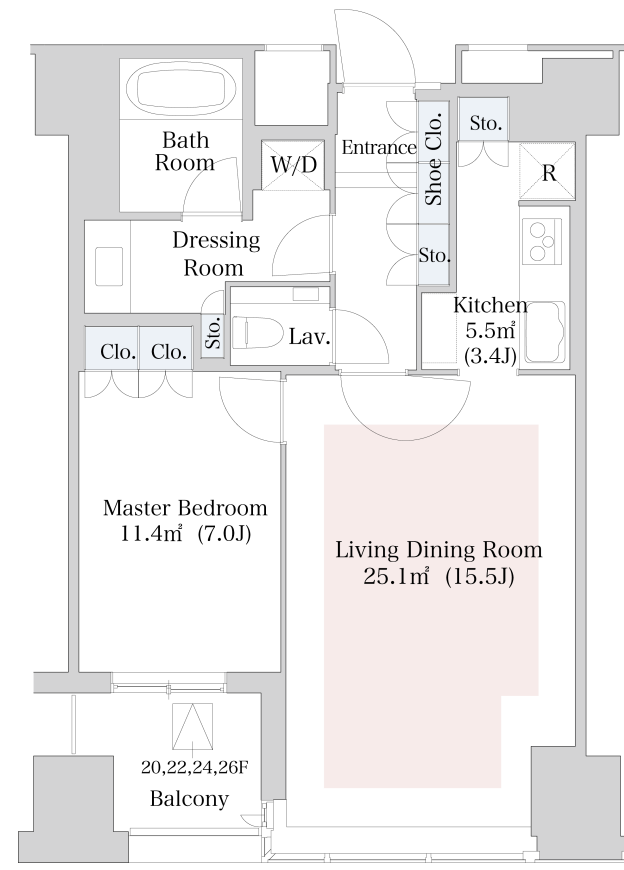 Bath
Room
W/D
Entrance
Shoe Clo.
Sto.
R
Dressing
Room
Sto.
Kitchen
5.5㎡
(3.4J)
Sto.
Lav.
Clo.
Clo.
Master Bedroom
11.4㎡ (7.0J)
Living Dining Room
25.1㎡ (15.5J)
20,22,24,26F
Balcony